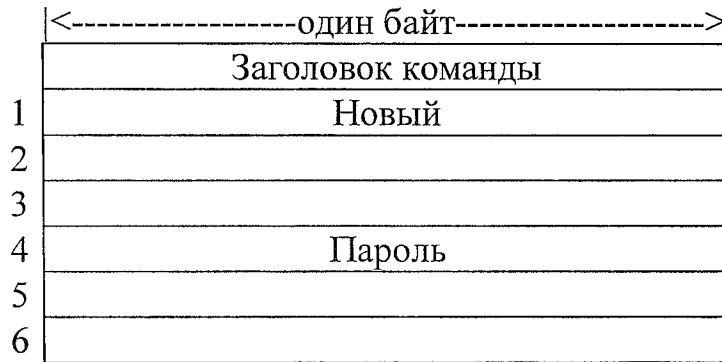 |<----------------------один байт------------------------>
Заголовок команды
1 Новый
2
3
4 Пароль
5
6